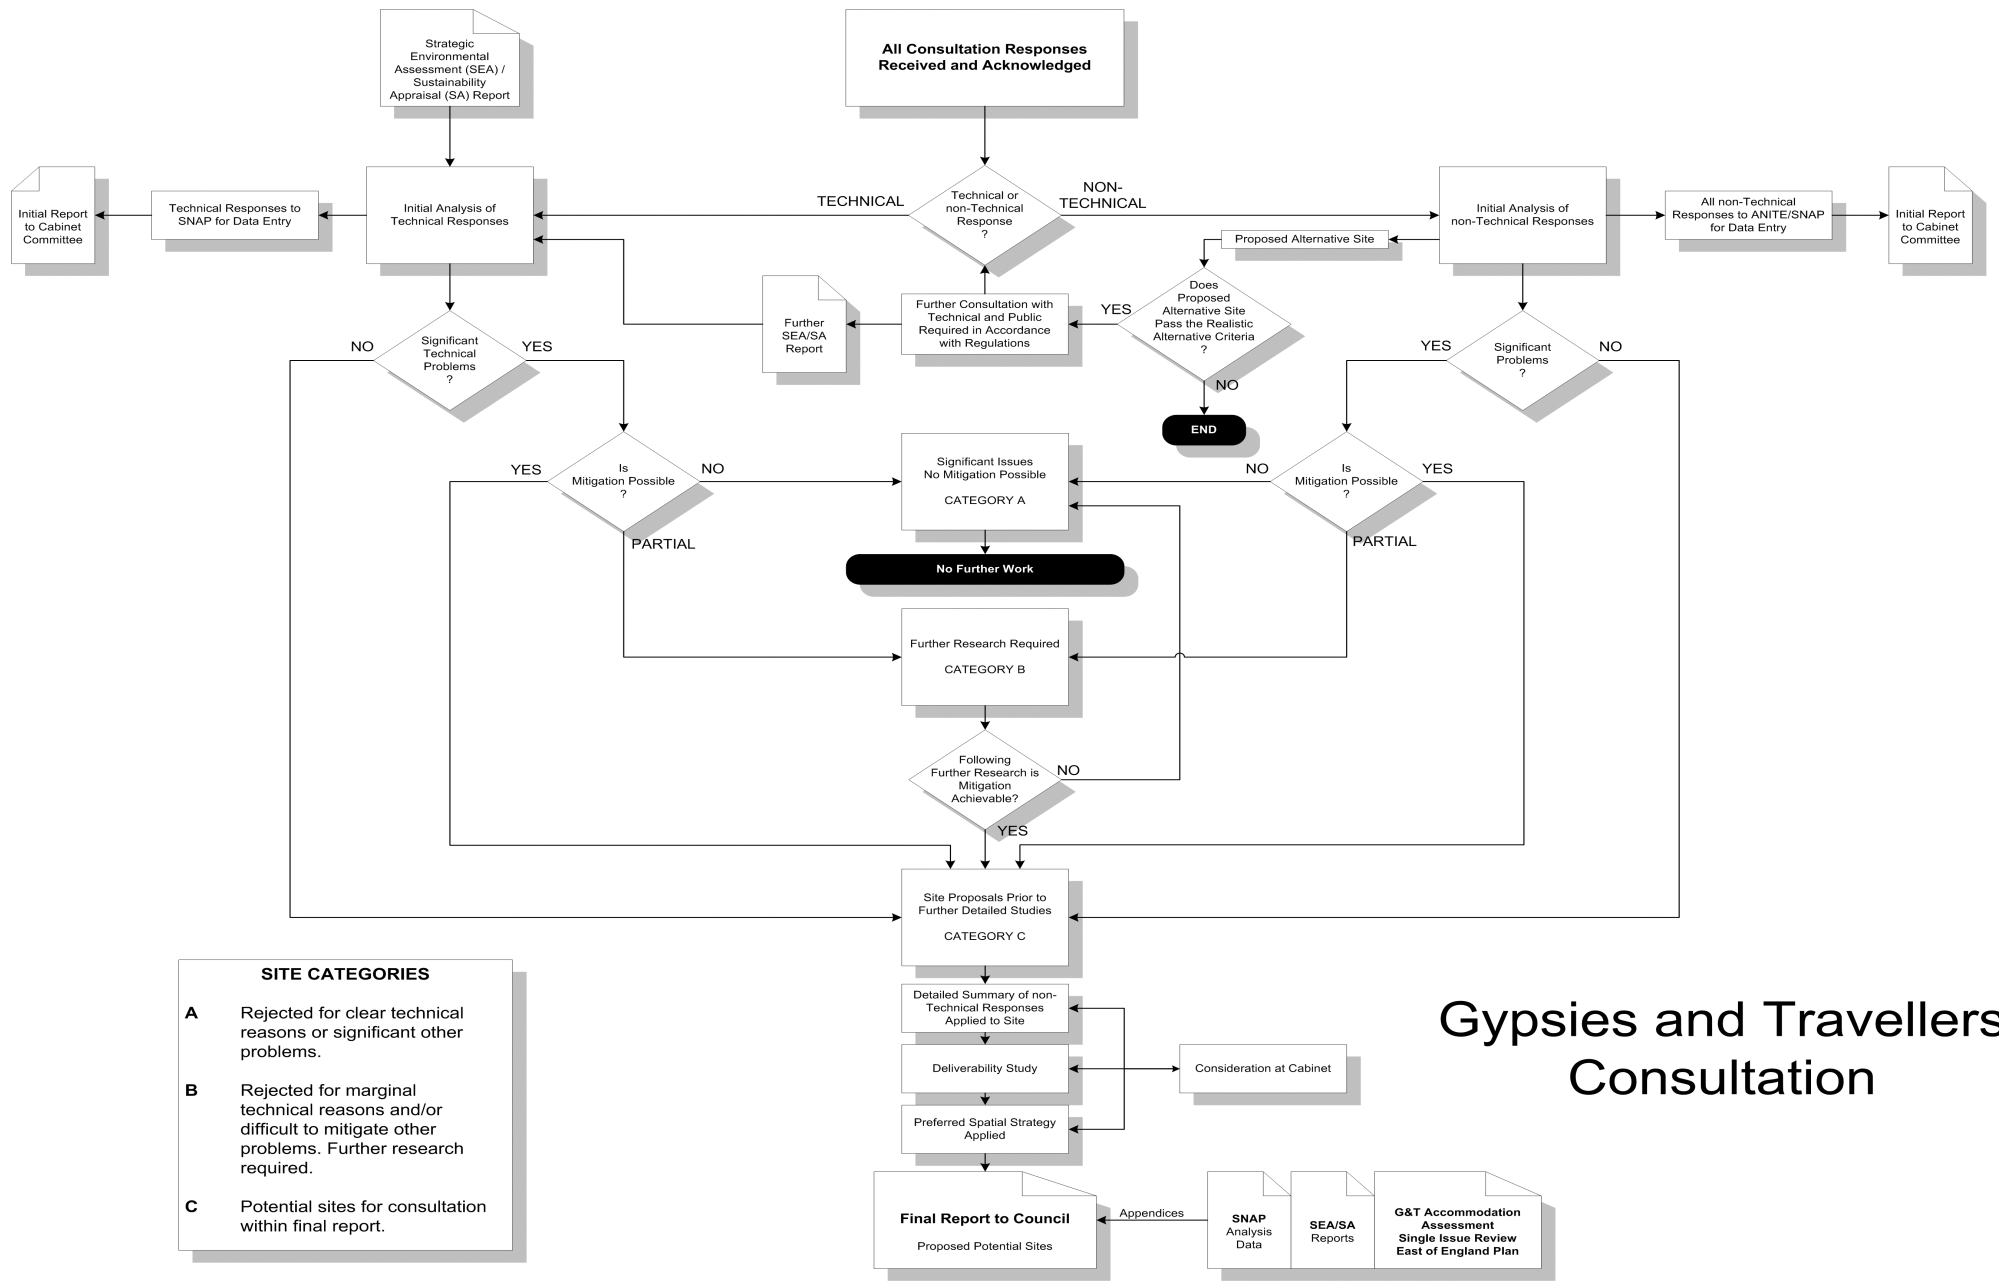 Strategic
Environmental
Assessment (SEA) /
Sustainability
Appraisal (SA) Report
All Consultation Responses
Received and Acknowledged
Initial Report
to Cabinet
Committee
Technical Responses to
SNAP for Data Entry
Initial Analysis of
Technical Responses
TECHNICAL
Technical or
non-Technical
Response
?
NON-
TECHNICAL
Initial Analysis of
non-Technical Responses
All non-Technical
Responses to ANITE/SNAP
for Data Entry
Initial Report
to Cabinet
Committee
Proposed Alternative Site
Does
Proposed
Alternative Site
Pass the Realistic
Alternative Criteria
?
YES
NO
END
Further Consultation with
Technical and Public
Required in Accordance
with Regulations
Further
SEA/SA
Report
NO
Significant
Technical
Problems
?
YES
YES
Significant
Problems
?
NO
YES
Is
Mitigation Possible
?
NO
PARTIAL
Significant Issues
No Mitigation Possible
CATEGORY A
NO
Is
Mitigation Possible
?
YES
PARTIAL
No Further Work
Further Research Required
CATEGORY B
Following
Further Research is
Mitigation
Achievable?
NO
YES
Site Proposals Prior to
Further Detailed Studies
CATEGORY C
SITE CATEGORIES
A Rejected for clear technical
reasons or significant other
problems.
B Rejected for marginal
technical reasons and/or
difficult to mitigate other
problems. Further research
required.
C Potential sites for consultation
within final report.
Detailed Summary of non-
Technical Responses
Applied to Site
Deliverability Study
Consideration at Cabinet
Preferred Spatial Strategy
Applied
Final Report to Council
Proposed Potential Sites
Appendices
SNAP
Analysis
Data
SEA/SA
Reports
G&T Accommodation
Assessment
Single Issue Review
East of England Plan
Gypsies and Travellers
Consultation